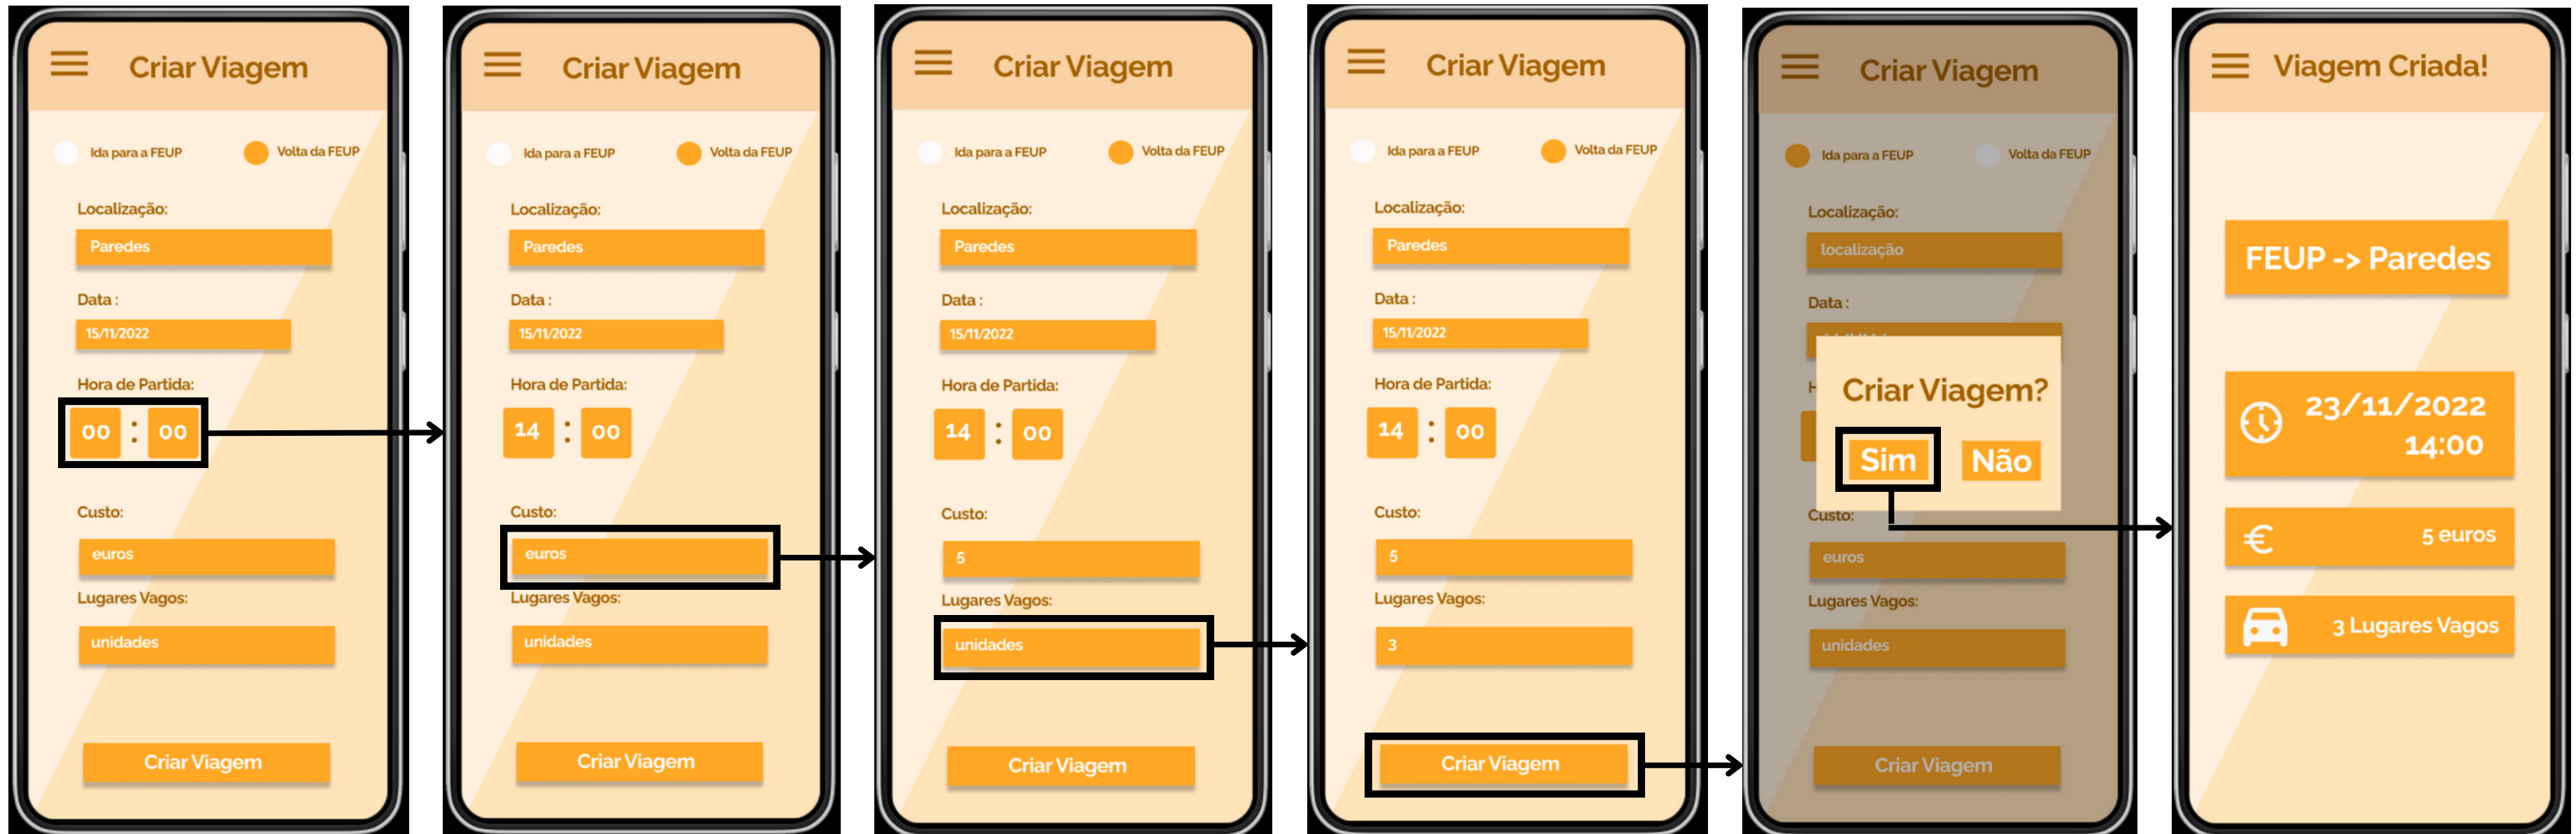 Criar Viagem
Ida para a FEUP Volta da FEUP
Localização:
Paredes
Data :
15/11/2022
Hora de Partida:
00 : 00
Custo:
euros
Lugares Vagos:
unidades
Criar Viagem
Criar Viagem
Ida para a FEUP Volta da FEUP
Localização:
Paredes
Data :
15/11/2022
Hora de Partida:
14 : 00
Custo:
euros
Lugares Vagos:
unidades
Criar Viagem
Criar Viagem
Ida para a FEUP Volta da FEUP
Localização:
Paredes
Data :
15/11/2022
Hora de Partida:
14 : 00
Custo:
5
Lugares Vagos:
unidades
Criar Viagem
Criar Viagem
Ida para a FEUP Volta da FEUP
Localização:
Paredes
Data :
15/11/2022
Hora de Partida:
14 : 00
Custo:
5
Lugares Vagos:
3
Criar Viagem
Criar Viagem
Ida para a FEUP Volta da FEUP
Localização:
localização
Data :
Criar Viagem?
Sim Não
Custo:
euros
Lugares Vagos:
unidades
Criar Viagem
Viagem Criada!
FEUP -> Paredes
23/11/2022
14:00
€ 5 euros
3 Lugares Vagos